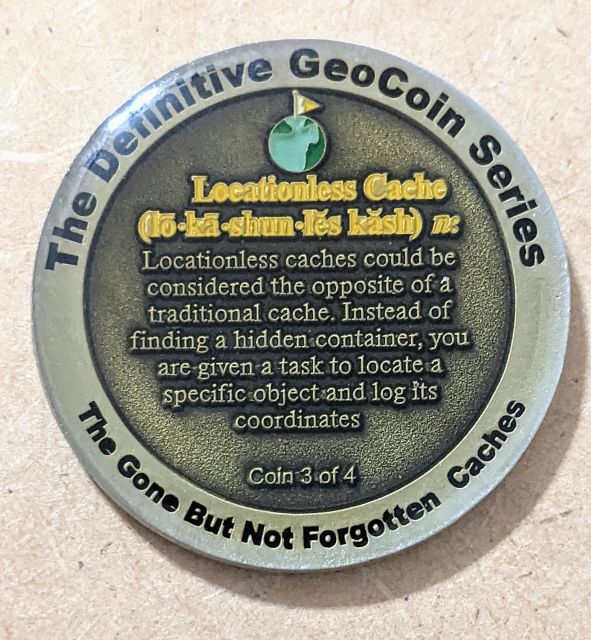 The Definitive GeoCoin Series
Locationless Cache
(lō·kā·shun·lĕs kăsh) n:
Locationless caches could be
considered the opposite of a
traditional cache. Instead of
finding a hidden container, you
are given a task to locate a
specific object and log its
coordinates
Coin 3 of 4
The Gone But Not Forgotten Caches